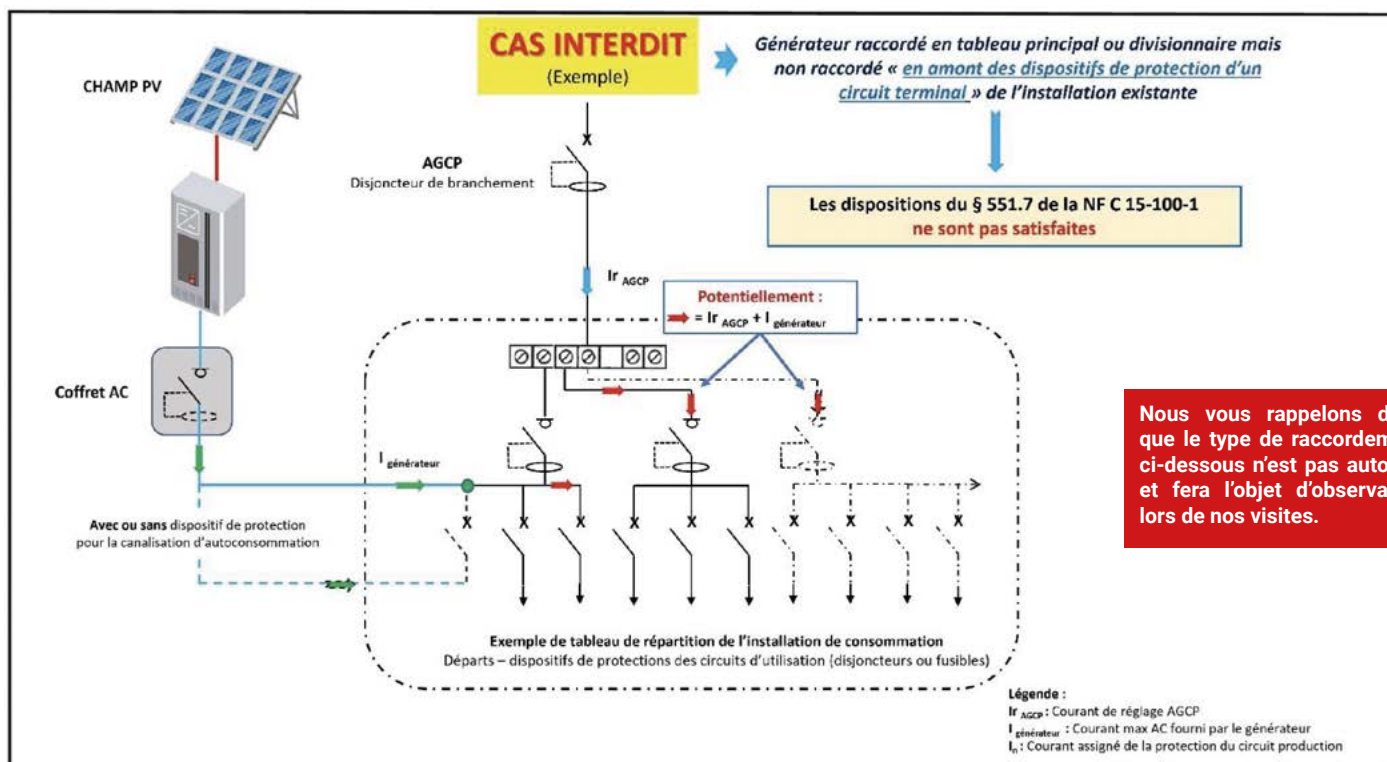 CAS INTERDIT
(Exemple)
Générateur raccordé en tableau principal ou divisionnaire mais
non raccordé « en amont des dispositifs de protection d’un
circuit terminal » de l’installation existante
CHAMP PV
AGCP
Disjoncteur de branchement
Les dispositions du § 551.7 de la NF C 15-100-1
ne sont pas satisfaites
Ir AGCP
Potentiellement :
= Ir AGCP + I générateur
Coffret AC
I générateur
Avec ou sans dispositif de protection
pour la canalisation d’autoconsommation
Nous vous rappelons
que le type de
ci-dessous n’est pas
et fera l’objet
lors de nos visites.
Exemple de tableau de répartition de l’installation de consommation
Départs – dispositifs de protections des circuits d’utilisation (disjoncteurs ou fusibles)
Légende :
Ir AGCP : Courant de réglage AGCP
I générateur : Courant max AC fourni par le générateur
In : Courant assigné de la protection du circuit production